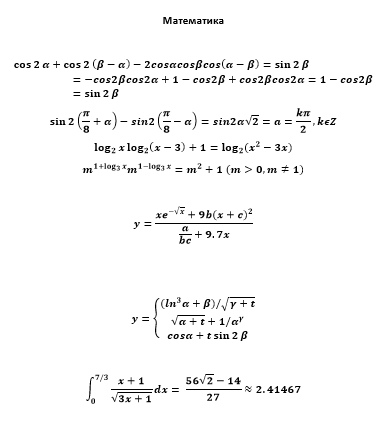 Математика
cos 2 α + cos 2 (β − α) − 2cosαcosβcos(α − β) = sin 2 β
= −cos2βcos2α + 1 − cos2β + cos2βcos2α = 1 − cos2β
= sin 2 β
sin 2 (π/8 + α) − sin2 (π/8 − α) = sin2α√2 = a = kπ/2, kϵZ
log₂ x log₂(x − 3) + 1 = log₂(x² − 3x)
m^(1+log₃ x) m^(1−log₃ x) = m² + 1 (m > 0, m ≠ 1)
y = (xe^(−√x) + 9b(x + c)²)/(a/bc + 9.7x)
y = { (ln³α + β)/√(γ + t)
√(α + t) + 1/α^γ
cosα + t sin 2 β
∫₀^(7/3) (x + 1)/√(3x + 1) dx = (56√2 − 14)/27 ≈ 2.41467